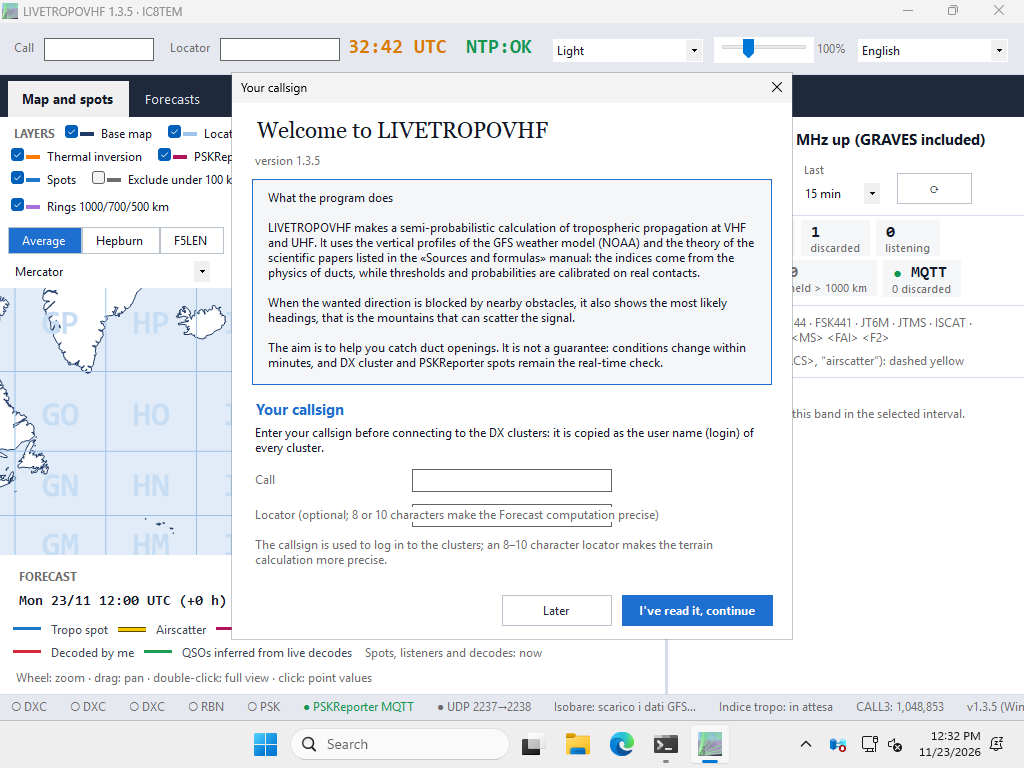 LIVETROPOVHF 1.3.5 · IC8TEM
Call
Locator
32:42 UTC
NTP:OK
Light
100%
English
Map and spots
Forecasts
LAYERS
Base map
Locat
Thermal inversion
PSKRep
Spots
Exclude under 100 k
Rings 1000/700/500 km
Average
Hepburn
F5LEN
Mercator
GP
HP
GO
HO
GN
HN
GM
HM
FORECAST
Mon 23/11 12:00 UTC (+0 h)
Tropo spot
Airscatter
Decoded by me
QSOs inferred from live decodes
Spots, listeners and decodes: now
Wheel: zoom · drag: pan · double-click: full view · click: point values
Your callsign
Welcome to LIVETROPOVHF
version 1.3.5
What the program does
LIVETROPOVHF makes a semi-probabilistic calculation of tropospheric propagation at VHF
and UHF. It uses the vertical profiles of the GFS weather model (NOAA) and the theory of the
scientific papers listed in the «Sources and formulas» manual: the indices come from the
physics of ducts, while thresholds and probabilities are calibrated on real contacts.
When the wanted direction is blocked by nearby obstacles, it also shows the most likely
headings, that is the mountains that can scatter the signal.
The aim is to help you catch duct openings. It is not a guarantee: conditions change within
minutes, and DX cluster and PSKReporter spots remain the real-time check.
Your callsign
Enter your callsign before connecting to the DX clusters: it is copied as the user name (login) of
every cluster.
Call
Locator (optional; 8 or 10 characters make the Forecast computation precise)
The callsign is used to log in to the clusters; an 8–10 character locator makes the terrain
calculation more precise.
Later
I've read it, continue
MHz up (GRAVES included)
Last
15 min
1
discarded
0
listening
0
held > 1000 km
● MQTT
0 discarded
44 · FSK441 · JT6M · JTMS · ISCAT ·
<MS> <FAI> <F2>
CS>, “airscatter”): dashed yellow
this band in the selected interval.
○ DXC
○ DXC
○ DXC
○ RBN
○ PSK
● PSKReporter MQTT
● UDP 2237→2238
Isobare: scarico i dati GFS...
Indice tropo: in attesa
CALL3: 1,048,853
v1.3.5 (Win
Search
12:32 PM
11/23/2026